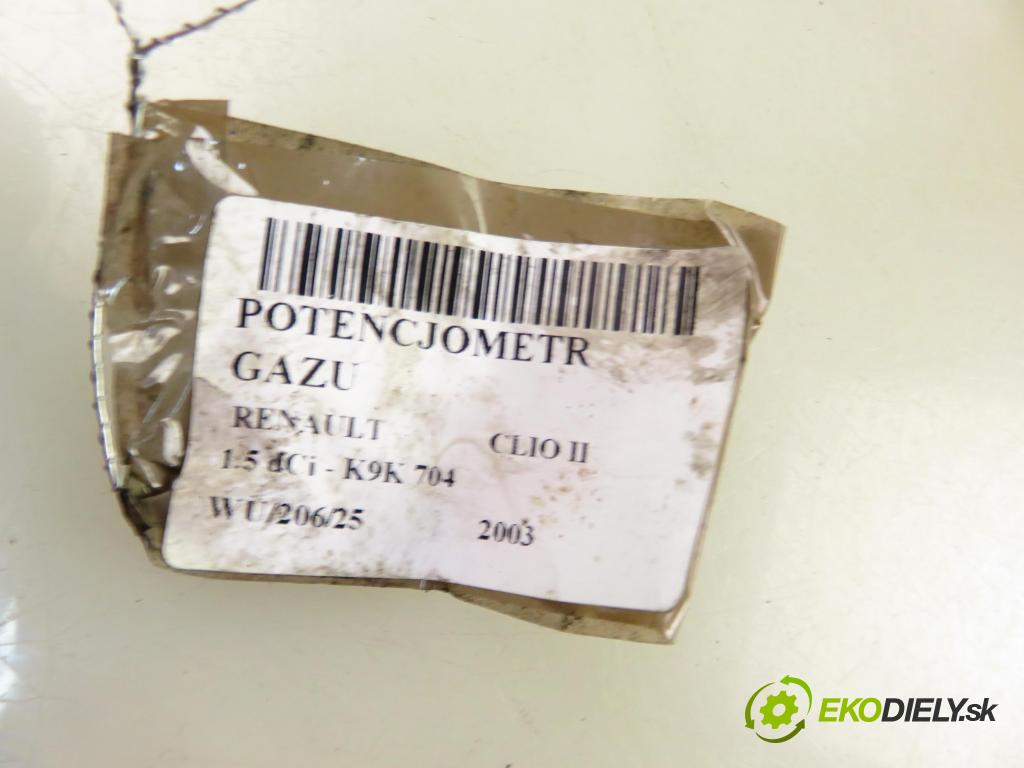 POTENCJOMETR
GAZU
RENAULT CLIO II
1.5 dCi - K9K 704
WU/206/25 2003
EKODIELY.sk